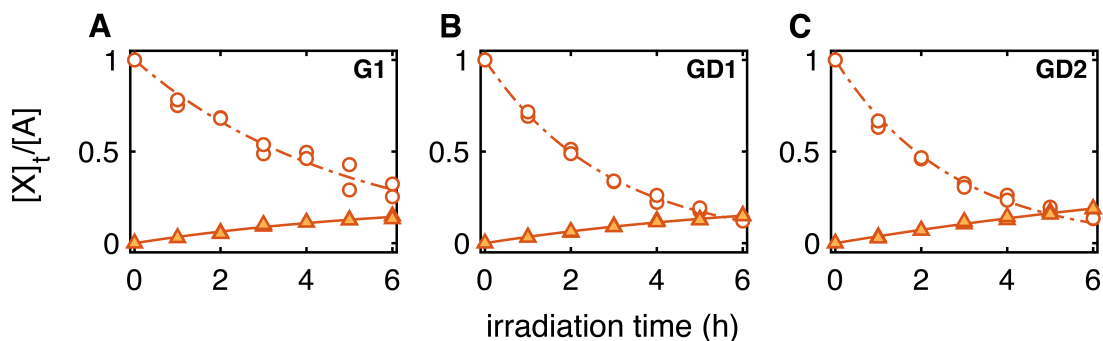 A B C
1 G1 1 GD1 1 GD2
[X]t/[A]
0.5 0.5 0.5
0 0 0
0 2 4 6 0 2 4 6 0 2 4 6
irradiation time (h)